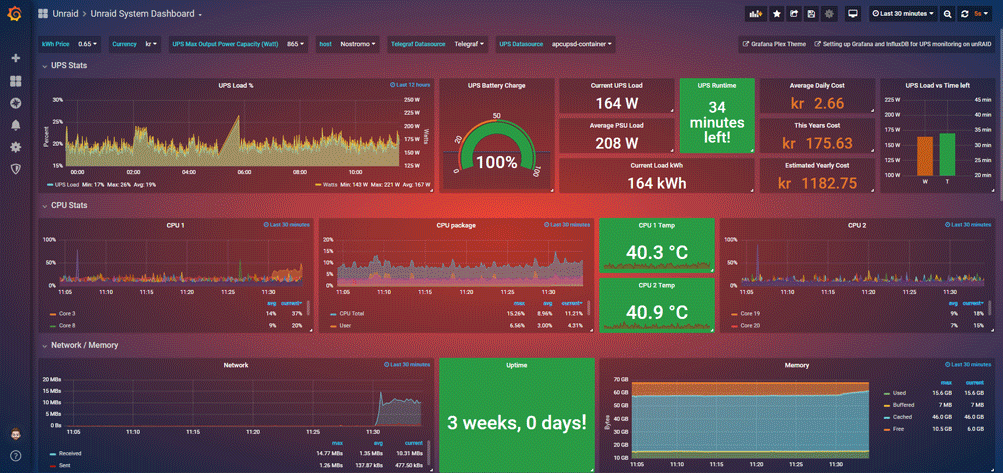 Unraid › Unraid System Dashboard
Last 30 minutes 5s
kWh Price 0.65 Currency kr UPS Max Output Power Capacity (Watt) 865 host Nostromo Telegraf Datasource Telegraf UPS Datasource apcupsd-container Grafana Plex Theme Setting up Grafana and InfluxDB for UPS monitoring on unRAID
UPS Stats
UPS Load %
Last 12 hours
30%
25%
20%
15%
Percent
250 W
225 W
200 W
175 W
150 W
125 W
Watts
00:00 02:00 04:00 06:00 08:00 10:00
UPS Load Min: 17% Max: 26% Avg: 19%
Watts Min: 143 W Max: 221 W Avg: 167 W
UPS Battery Charge
0
20
50
100
100%
Current UPS Load
164 W
Average PSU Load
208 W
UPS Runtime
34
minutes
left!
Current Load kWh
164 kWh
Average Daily Cost
kr 2.66
This Years Cost
kr 175.63
Estimated Yearly Cost
kr 1182.75
UPS Load vs Time left
225 W
200 W
175 W
150 W
125 W
100 W
45 min
40 min
35 min
30 min
25 min
20 min
W T
CPU Stats
CPU 1
Last 30 minutes
100%
50%
0%
11:05 11:10 11:15 11:20 11:25 11:30
avg current
Core 3 14% 37%
Core 8 9% 20%
CPU package
Last 30 minutes
20%
15%
10%
5%
0%
11:05 11:10 11:15 11:20 11:25 11:30
max avg current
CPU Total 15.26% 8.96% 11.21%
User 6.56% 3.00% 4.31%
CPU 1 Temp
40.3 °C
CPU 2 Temp
40.9 °C
CPU 2
Last 30 minutes
100%
50%
0%
11:05 11:10 11:15 11:20 11:25 11:30
avg current
Core 19 9% 18%
Core 20 7% 15%
Network / Memory
Network
Last 30 minutes
20 MBs
15 MBs
10 MBs
5 MBs
0 Bs
11:05 11:10 11:15 11:20 11:25 11:30
max avg current
Received 14.77 MBs 1.35 MBs 10.31 MBs
Sent 1.26 MBs 137.87 kBs 477.50 kBs
Uptime
3 weeks, 0 days!
Memory
Last 30 minutes
70 GB
60 GB
50 GB
40 GB
30 GB
20 GB
10 GB
Bytes
11:05 11:10 11:15 11:20 11:25 11:30
max current
Used 15.6 GB 15.6 GB
Buffered 7 MB 7 MB
Cached 46.0 GB 46.0 GB
Free 10.5 GB 6.0 GB